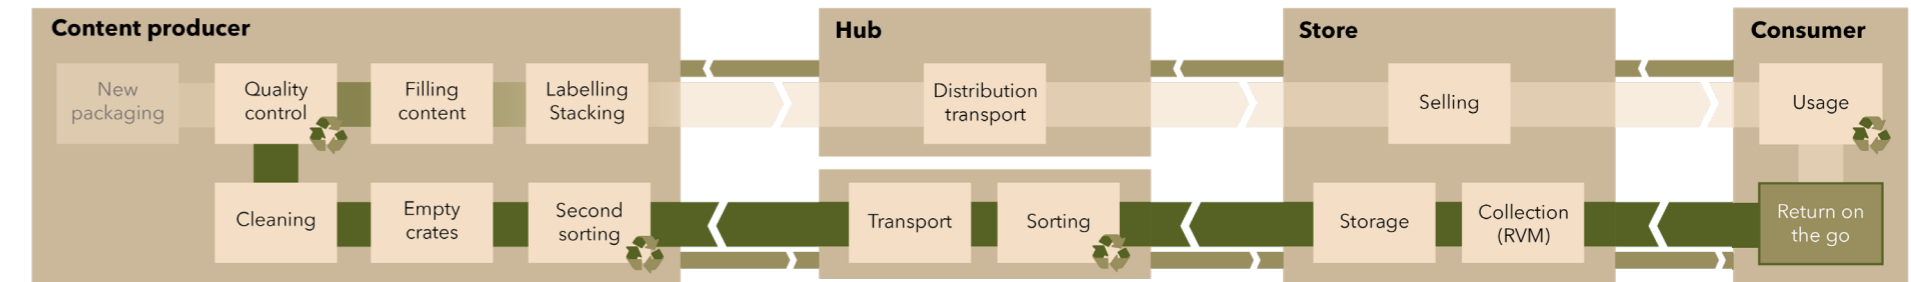 Content producer
Hub
Store
Consumer
New
packaging
Quality
control
Filling
content
Labelling
Stacking
Distribution
transport
Selling
Usage
Cleaning
Empty
crates
Second
sorting
Transport
Sorting
Storage
Collection
(RVM)
Return on
the go